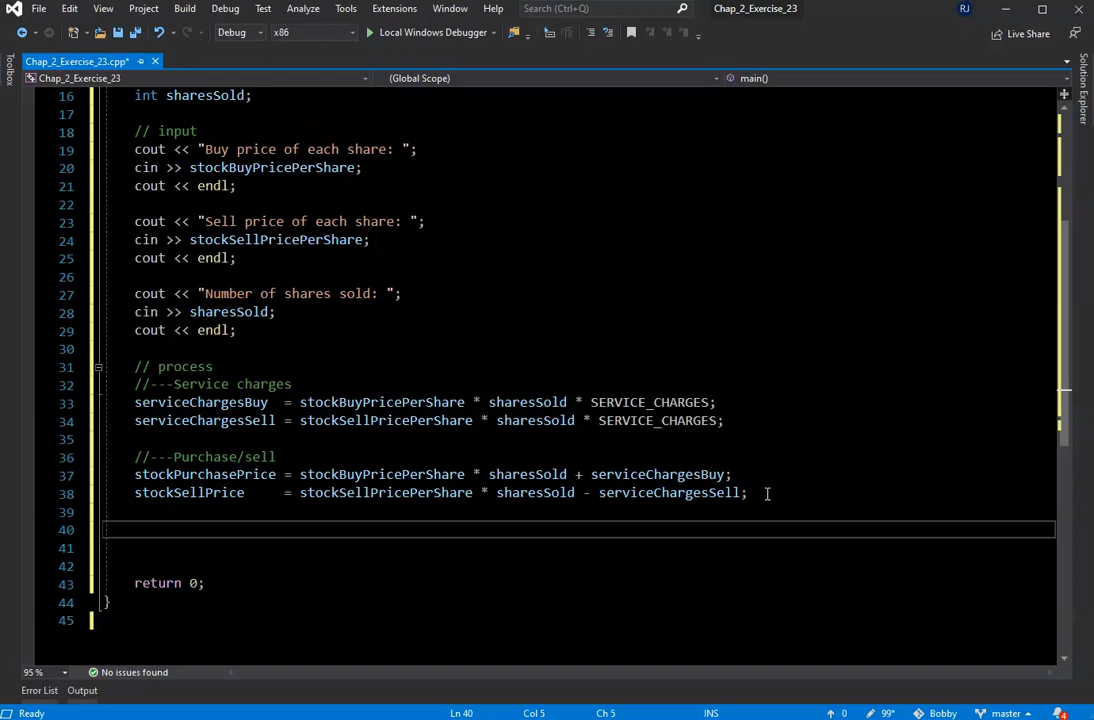 File Edit View Project Build Debug Test Analyze Tools Extensions Window Help Search (Ctrl+Q) Chap_2_Exercise_23 RJ
Debug x86 Local Windows Debugger Live Share
Chap_2_Exercise_23.cpp*
Chap_2_Exercise_23 (Global Scope) main()
Toolbox
Solution Explorer
16 int sharesSold;
17
18 // input
19 cout << "Buy price of each share: ";
20 cin >> stockBuyPricePerShare;
21 cout << endl;
22
23 cout << "Sell price of each share: ";
24 cin >> stockSellPricePerShare;
25 cout << endl;
26
27 cout << "Number of shares sold: ";
28 cin >> sharesSold;
29 cout << endl;
30
31 // process
32 //---Service charges
33 serviceChargesBuy  = stockBuyPricePerShare * sharesSold * SERVICE_CHARGES;
34 serviceChargesSell = stockSellPricePerShare * sharesSold * SERVICE_CHARGES;
35
36 //---Purchase/sell
37 stockPurchasePrice = stockBuyPricePerShare * sharesSold + serviceChargesBuy;
38 stockSellPrice     = stockSellPricePerShare * sharesSold - serviceChargesSell;
39
40
41
42
43 return 0;
44 }
45
95 % No issues found
Error List Output
Ready Ln 40 Col 5 Ch 5 INS 0 99* Bobby master 4